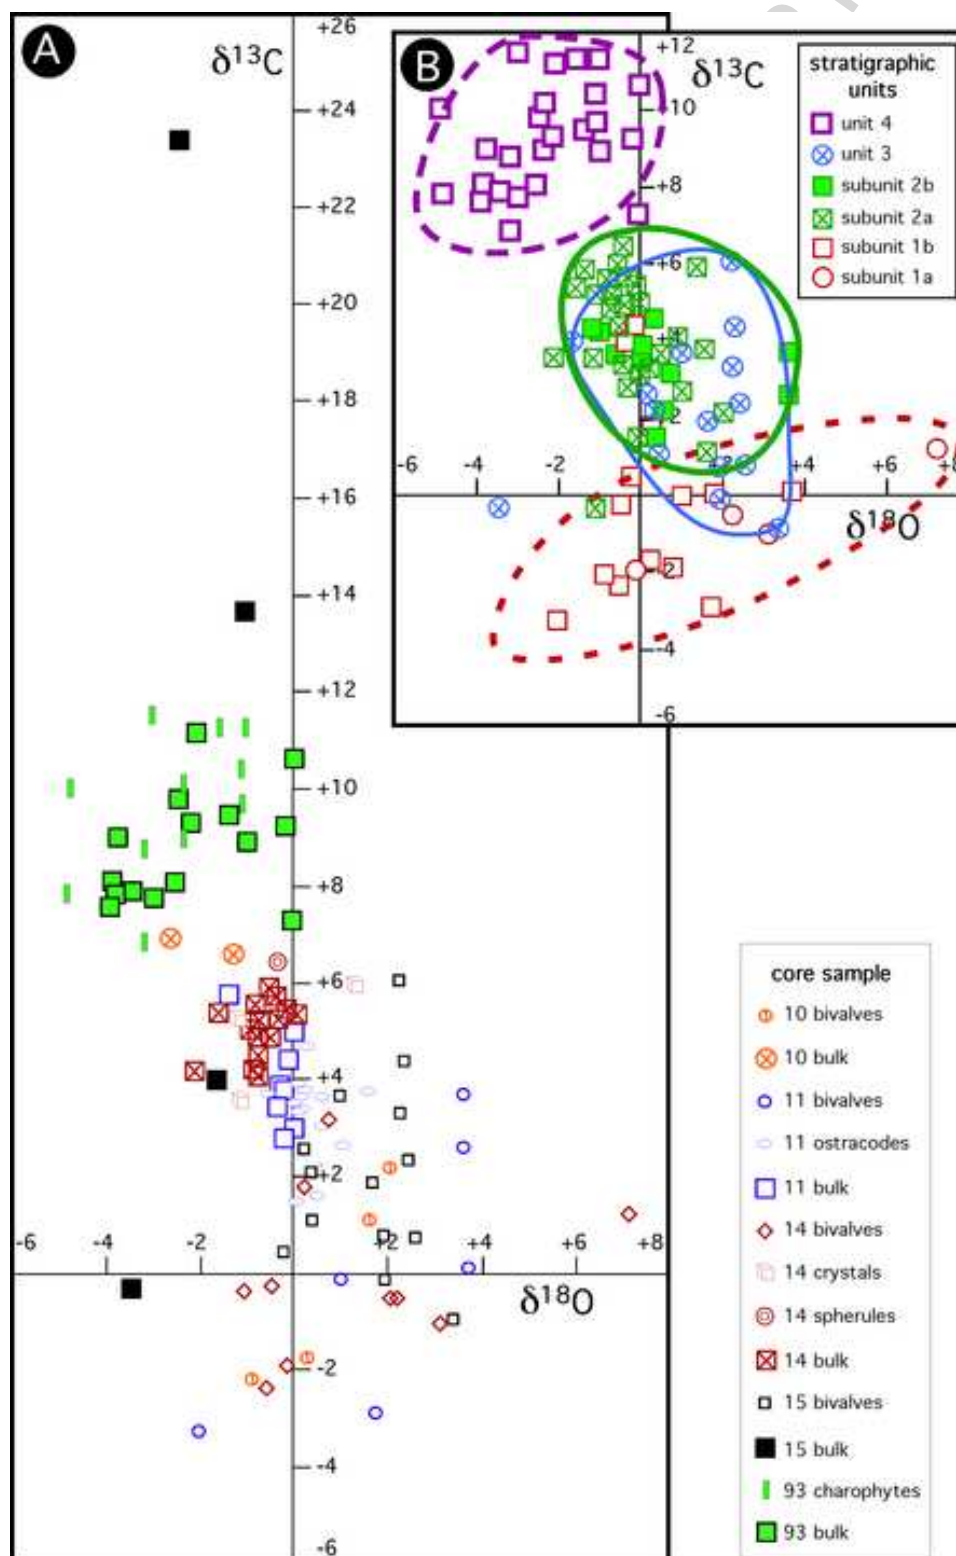 A
δ13C
+26
+24
+22
+20
+18
+16
+14
+12
+10
+8
+6
+4
+2
-6
-4
-2
+2
+4
+6
+8
δ18O
-2
-4
-6
B
δ13C
+12
+10
+8
+6
+4
+2
-6
-4
-2
+2
+4
+6
+8
δ18O
-2
-4
-6
stratigraphic
units
unit 4
unit 3
subunit 2b
subunit 2a
subunit 1b
subunit 1a
core sample
10 bivalves
10 bulk
11 bivalves
11 ostracodes
11 bulk
14 bivalves
14 crystals
14 spherules
14 bulk
15 bivalves
15 bulk
93 charophytes
93 bulk